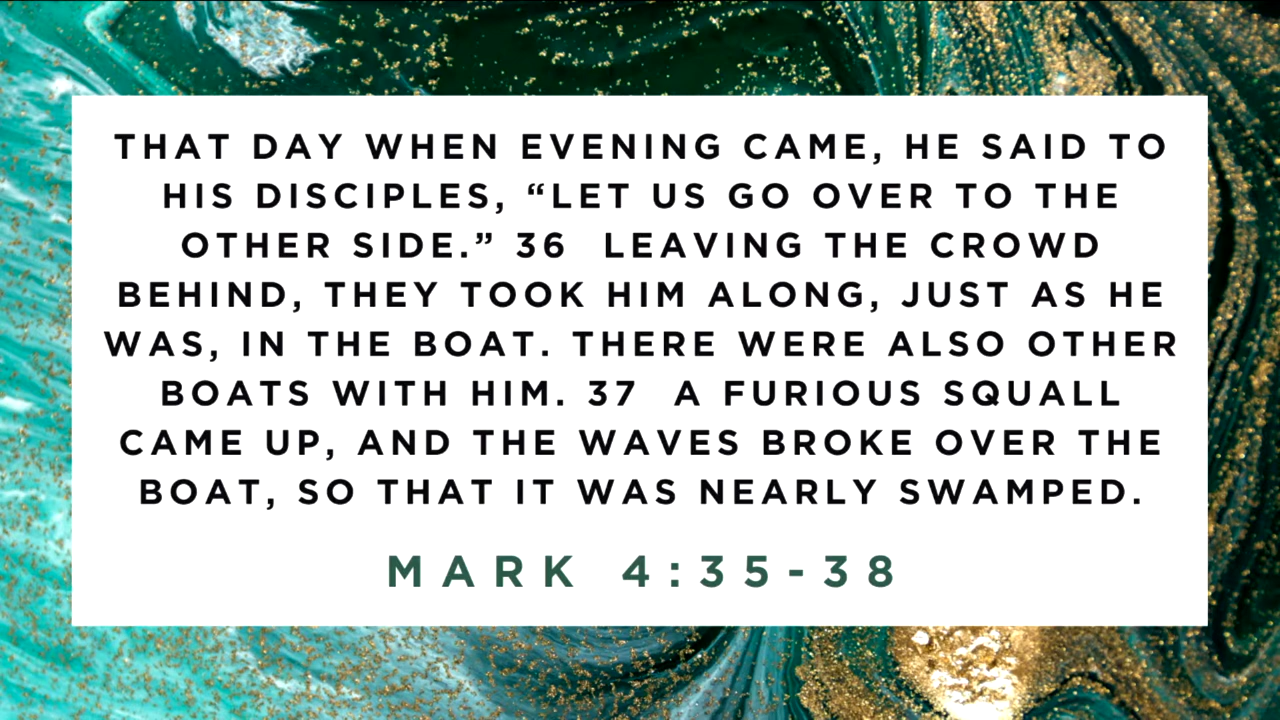 THAT DAY WHEN EVENING CAME, HE SAID TO
HIS DISCIPLES, “LET US GO OVER TO THE
OTHER SIDE.” 36  LEAVING THE CROWD
BEHIND, THEY TOOK HIM ALONG, JUST AS HE
WAS, IN THE BOAT. THERE WERE ALSO OTHER
BOATS WITH HIM. 37  A FURIOUS SQUALL
CAME UP, AND THE WAVES BROKE OVER THE
BOAT, SO THAT IT WAS NEARLY SWAMPED.
MARK 4:35-38